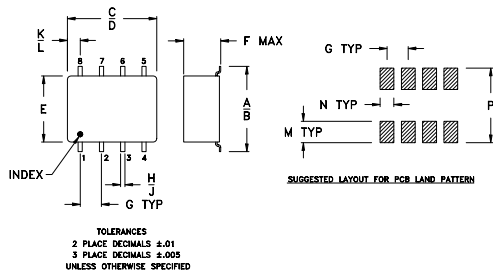 C
D
K
L
8 7 6 5
F MAX
G TYP
E
A
B
N TYP
P
M TYP
INDEX
1 2 3 4
H
J
G TYP
SUGGESTED LAYOUT FOR PCB LAND PATTERN
TOLERANCES
2 PLACE DECIMALS ±.01
3 PLACE DECIMALS ±.005
UNLESS OTHERWISE SPECIFIED